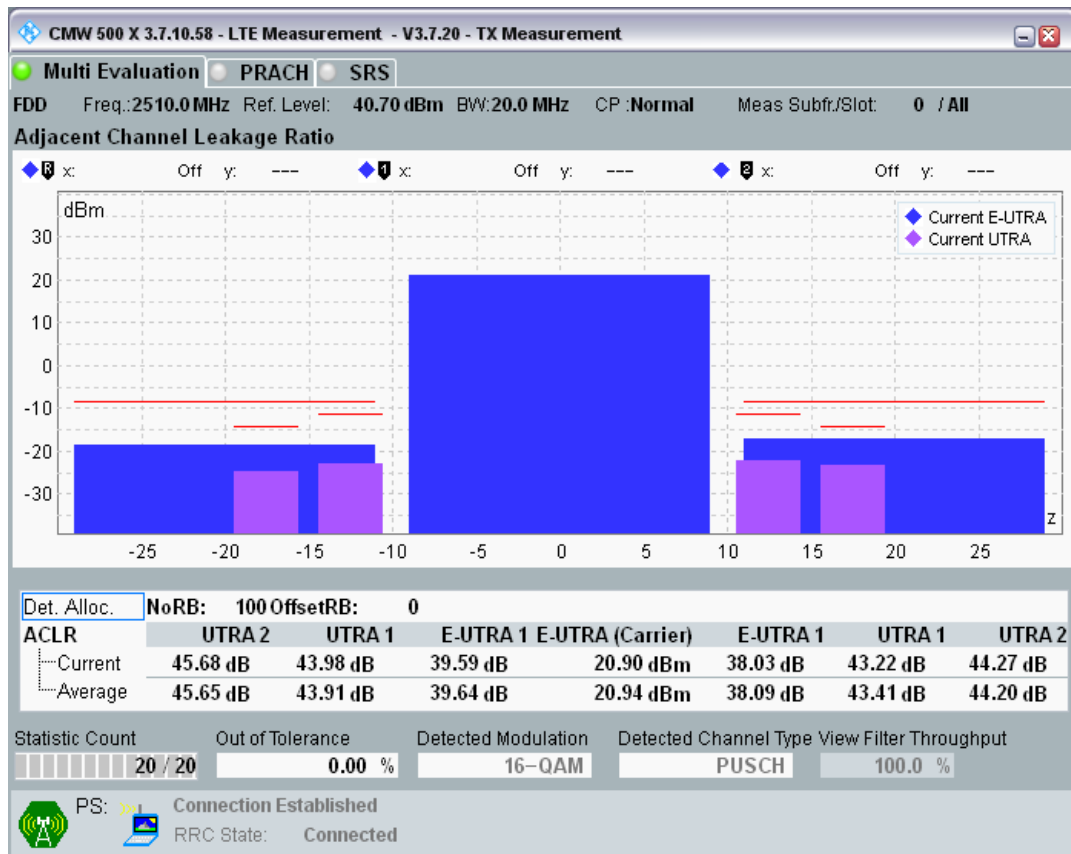 CMW 500 X 3.7.10.58 - LTE Measurement - V3.7.20 - TX Measurement
Multi Evaluation PRACH SRS
FDD Freq.:2510.0 MHz Ref. Level: 40.70 dBm BW:20.0 MHz CP :Normal Meas Subfr./Slot: 0 / All
Adjacent Channel Leakage Ratio
R x: Off y: --- 1 x: Off y: --- 2 x: Off y: ---
dBm
Current E-UTRA
Current UTRA
30
20
10
0
-10
-20
-30
z
-25 -20 -15 -10 -5 0 5 10 15 20 25
Det. Alloc. NoRB: 100 OffsetRB: 0
ACLR UTRA 2 UTRA 1 E-UTRA 1 E-UTRA (Carrier) E-UTRA 1 UTRA 1 UTRA 2
Current 45.68 dB 43.98 dB 39.59 dB 20.90 dBm 38.03 dB 43.22 dB 44.27 dB
Average 45.65 dB 43.91 dB 39.64 dB 20.94 dBm 38.09 dB 43.41 dB 44.20 dB
Statistic Count Out of Tolerance Detected Modulation Detected Channel Type View Filter Throughput
20 / 20 0.00 % 16-QAM PUSCH 100.0 %
PS: Connection Established
RRC State: Connected